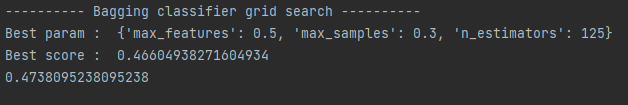 ---------- Bagging classifier grid search ----------
Best param :  {'max_features': 0.5, 'max_samples': 0.3, 'n_estimators': 125}
Best score :  0.46604938271604934
0.4738095238095238